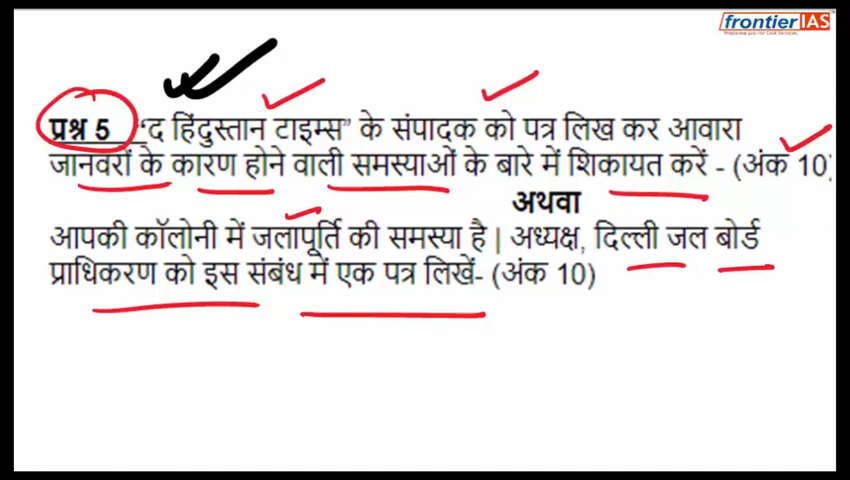 frontierIAS
प्रश्न 5 "द हिंदुस्तान टाइम्स" के संपादक को पत्र लिख कर आवारा
जानवरों के कारण होने वाली समस्याओं के बारे में शिकायत करें - (अंक 10)
अथवा
आपकी कॉलोनी में जलापूर्ति की समस्या है | अध्यक्ष, दिल्ली जल बोर्ड
प्राधिकरण को इस संबंध में एक पत्र लिखें- (अंक 10)